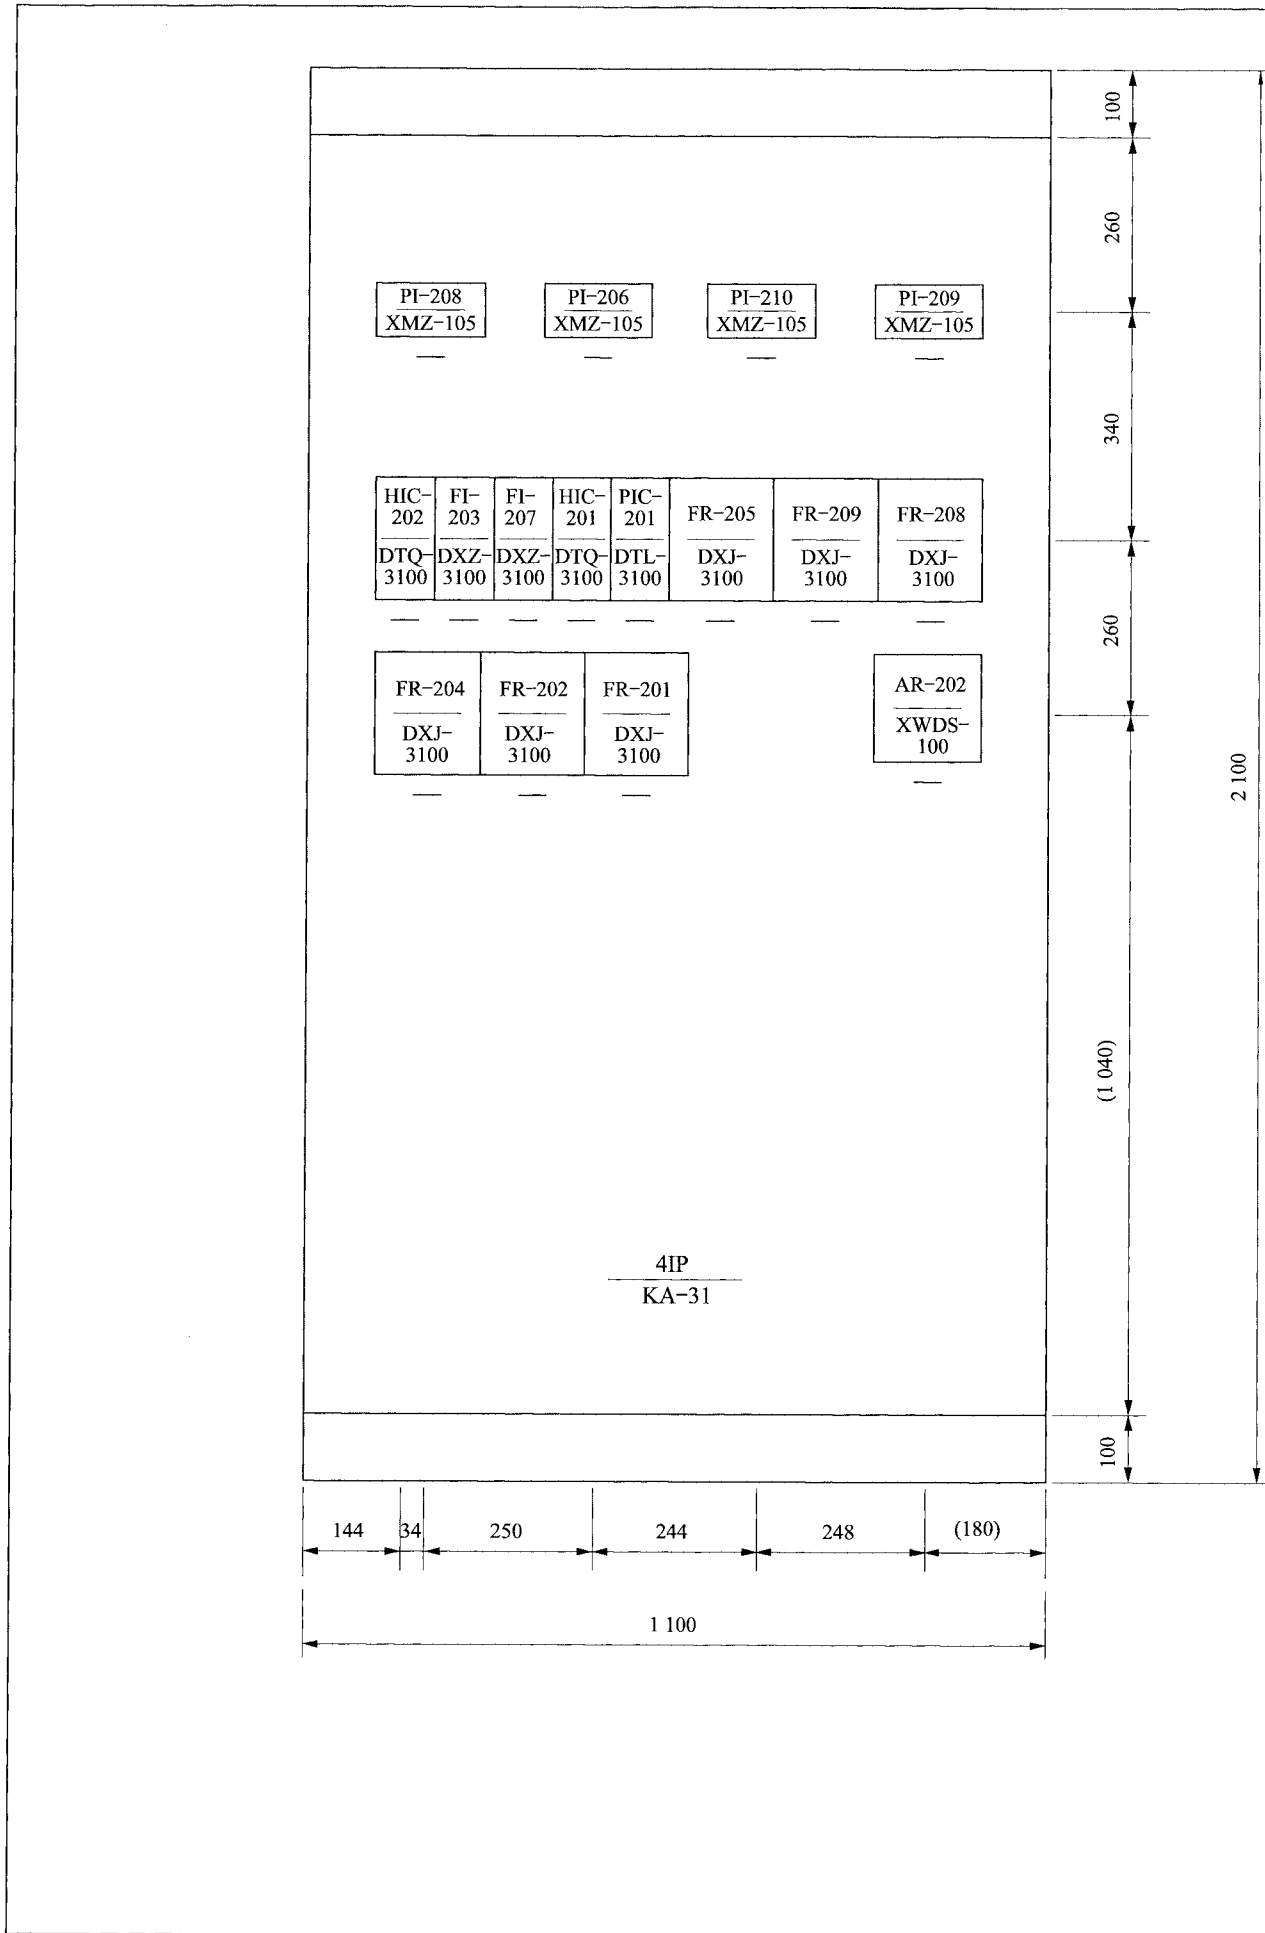 100
260
PI-208
XMZ-105
PI-206
XMZ-105
PI-210
XMZ-105
PI-209
XMZ-105
340
HIC-
202
DTQ-
3100
FI-
203
DXZ-
3100
FI-
207
DXZ-
3100
HIC-
201
DTQ-
3100
PIC-
201
DTL-
3100
FR-205
DXJ-
3100
FR-209
DXJ-
3100
FR-208
DXJ-
3100
260
FR-204
DXJ-
3100
FR-202
DXJ-
3100
FR-201
DXJ-
3100
AR-202
XWDS-
100
2 100
(1 040)
4IP
KA-31
100
144
34
250
244
248
(180)
1 100